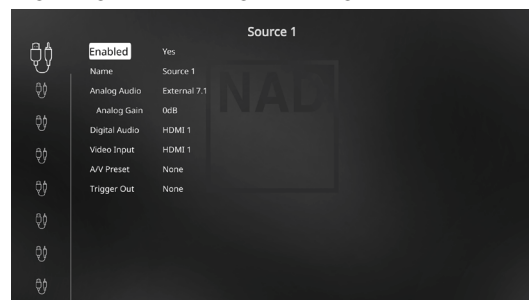 Source 1
Enabled Yes
Name Source 1
Analog Audio External 7.1
Analog Gain 0dB
Digital Audio HDMI 1
Video Input HDMI 1
A/V Preset None
Trigger Out None
NAD